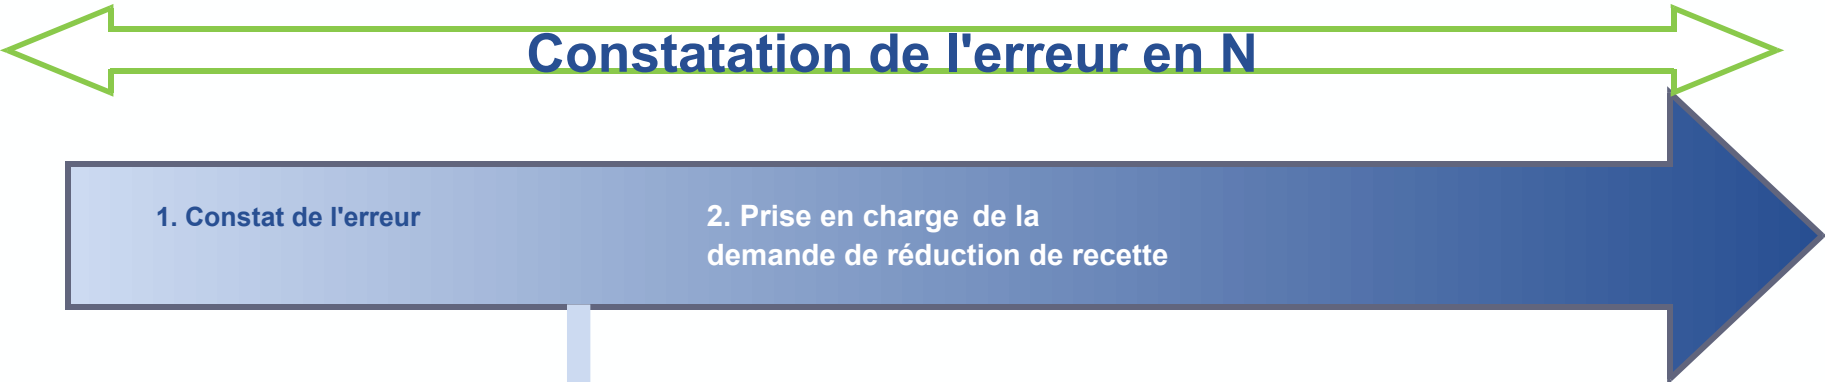 Constatation de l'erreur en N
1. Constat de l'erreur
2. Prise en charge de la
demande de réduction de recette